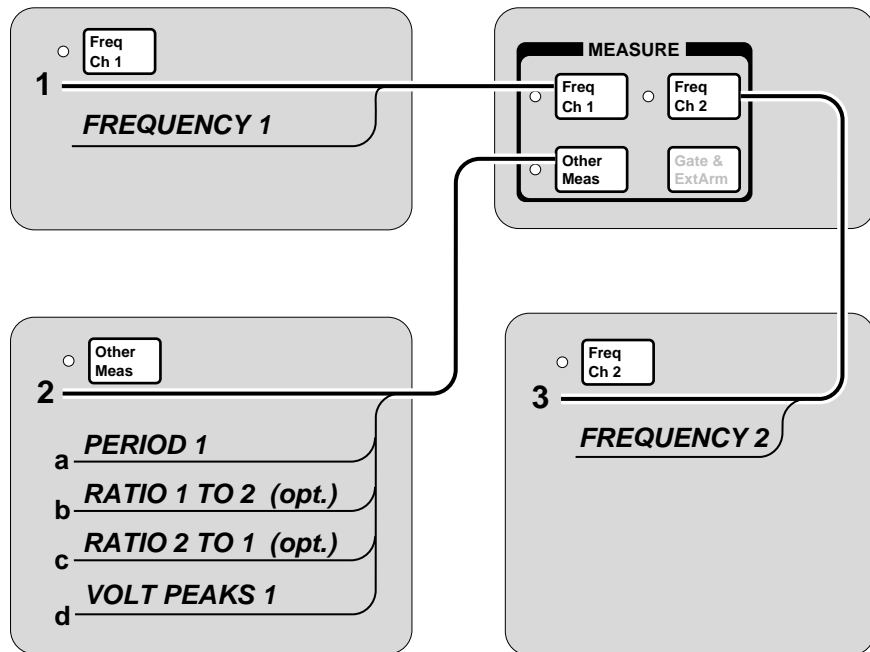 Freq
Ch 1
1
FREQUENCY 1
MEASURE
Freq
Ch 1
Freq
Ch 2
Other
Meas
Gate &
ExtArm
Other
Meas
2
a PERIOD 1
b RATIO 1 TO 2 (opt.)
c RATIO 2 TO 1 (opt.)
d VOLT PEAKS 1
Freq
Ch 2
3
FREQUENCY 2